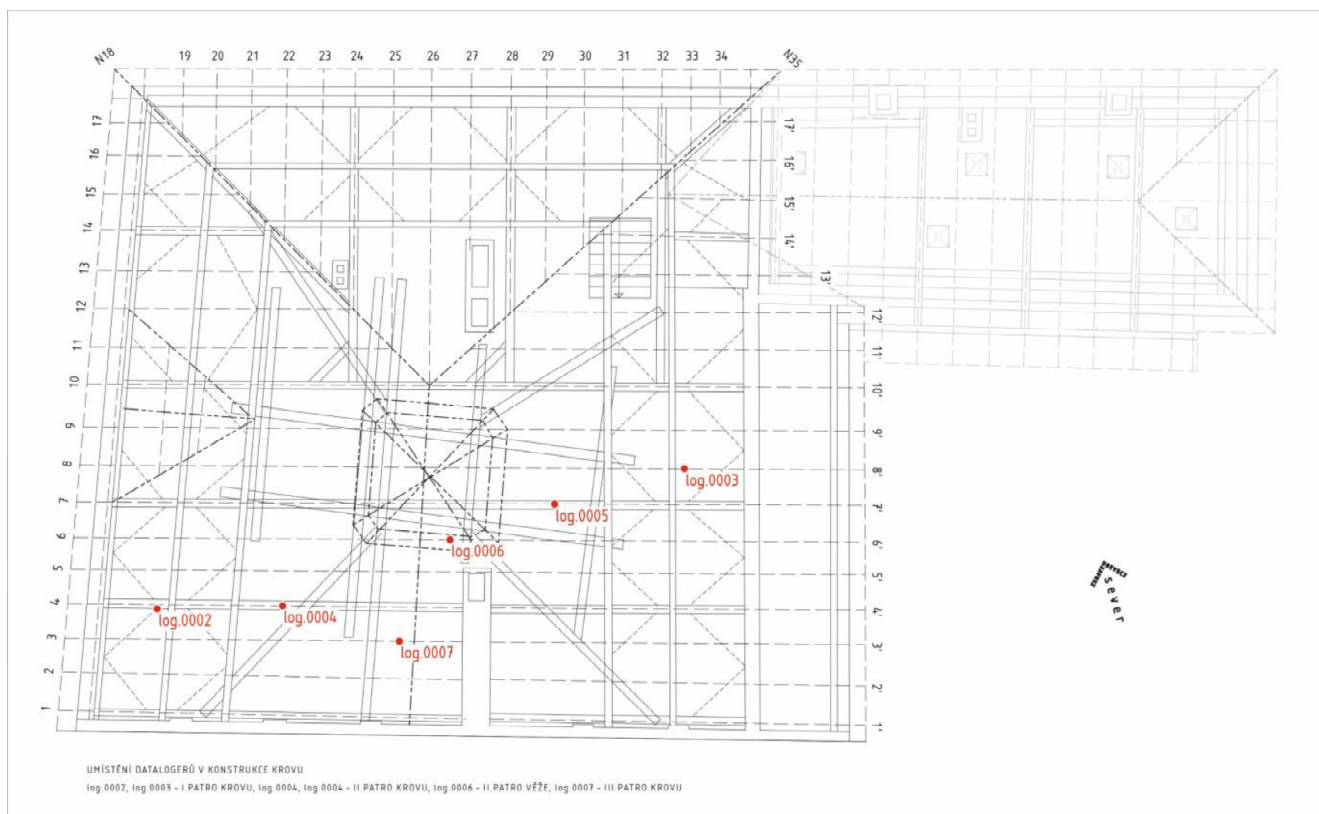 N18 19 20 21 22 23 24 25 26 27 28 29 30 31 32 33 34 N35
17 17'
16 16'
15 15'
14 14'
13 13'
12 12'
11 11'
10 10'
9 9'
8 8'
log.0003
7 7'
log.0005
6 6'
log.0006
5 5'
4 4'
log.0002 log.0004
3 3'
log.0007
2 2'
1 1'
sever
UMÍSTĚNÍ DATALOGERŮ V KONSTRUKCE KROVU
log.0002, log.0003 - I.PATRO KROVU, log.0004, log.0004 - II.PATRO KROVU, log.0006 - II.PATRO VĚŽE, log.0007 - III.PATRO KROVU